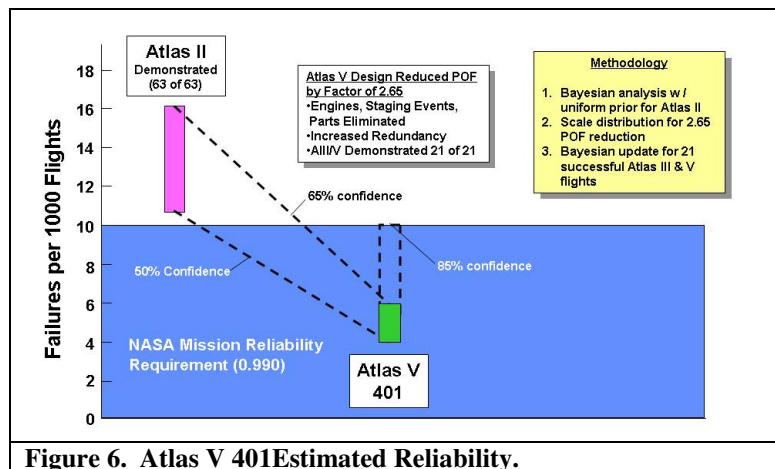 Atlas II
Demonstrated
(63 of 63)
Atlas V Design Reduced POF
by Factor of 2.65
•Engines, Staging Events,
Parts Eliminated
•Increased Redundancy
•AIII/V Demonstrated 21 of 21
Methodology
1. Bayesian analysis w /
uniform prior for Atlas II
2. Scale distribution for 2.65
POF reduction
3. Bayesian update for 21
successful Atlas III & V
flights
Failures per 1000 Flights
18
16
14
12
10
8
6
4
2
0
65% confidence
50% Confidence
85% confidence
NASA Mission Reliability
Requirement (0.990)
Atlas V
401
Figure 6. Atlas V 401Estimated Reliability.